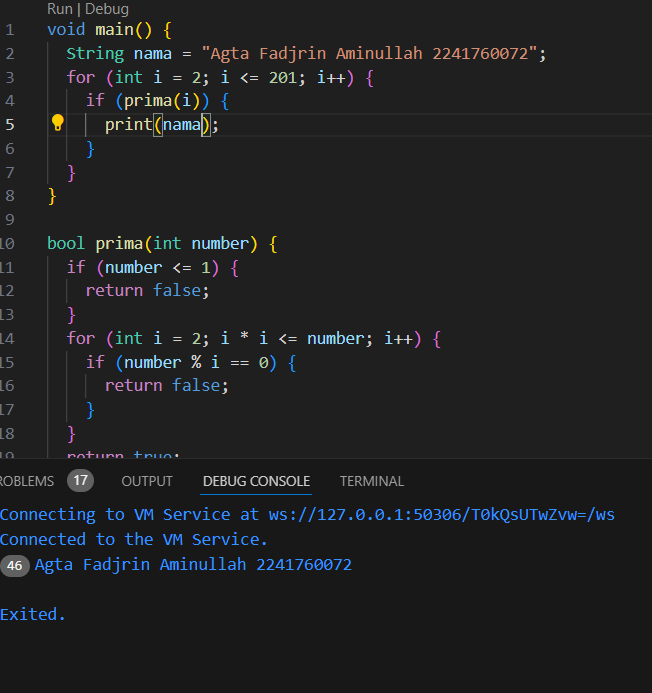 Run | Debug
1 void main() {
2 String nama = "Agta Fadjrin Aminullah 2241760072";
3 for (int i = 2; i <= 201; i++) {
4 if (prima(i)) {
5 print(nama);
6 }
7 }
8 }
9
10 bool prima(int number) {
11 if (number <= 1) {
12 return false;
13 }
14 for (int i = 2; i * i <= number; i++) {
15 if (number % i == 0) {
16 return false;
17 }
18 }
19 return true;
ROBLEMS 17 OUTPUT DEBUG CONSOLE TERMINAL
Connecting to VM Service at ws://127.0.0.1:50306/T0kQsUTwZvw=/ws
Connected to the VM Service.
46 Agta Fadjrin Aminullah 2241760072
Exited.